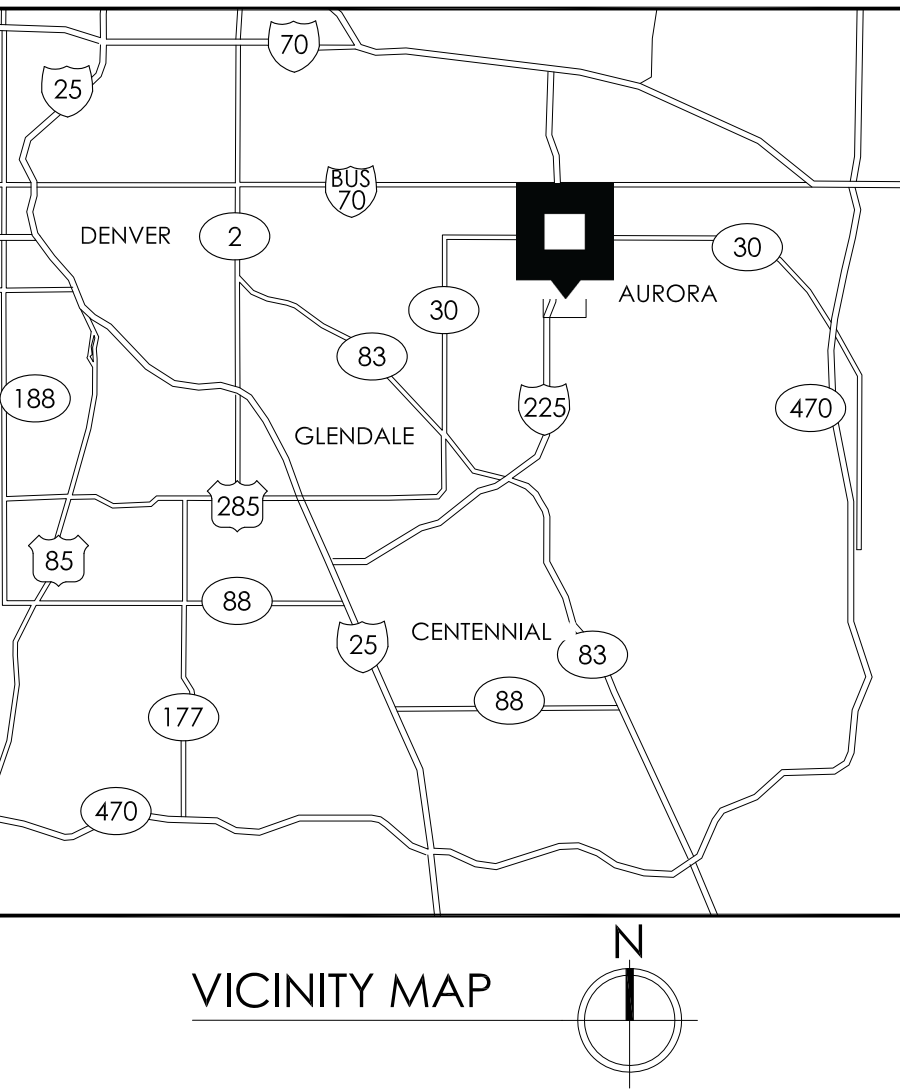 70
25
BUS
70
DENVER
2
30
AURORA
30
83
188
470
225
GLENDALE
285
85
88
CENTENNIAL
25
83
88
177
470
N
VICINITY MAP